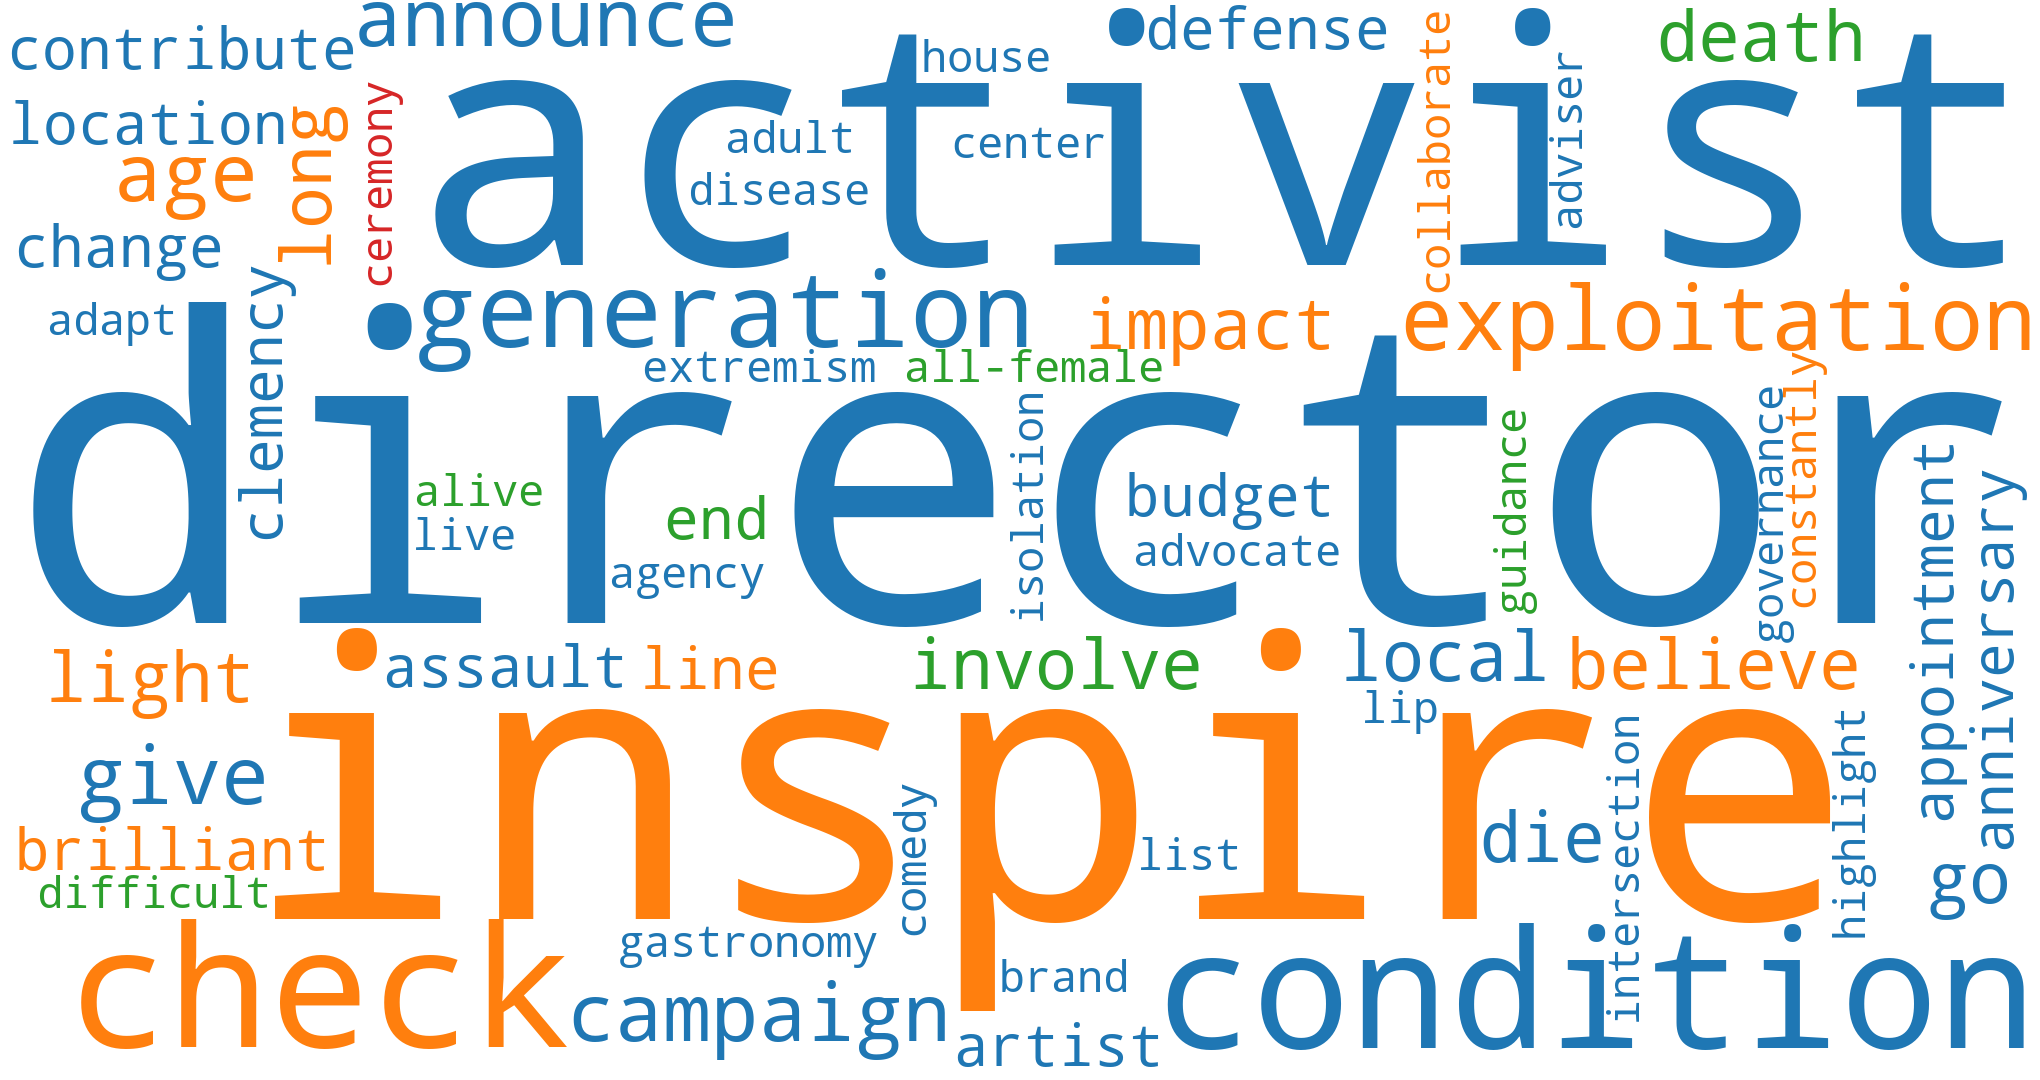 announce
contribute
defense
death
house
activist
location
long
ceremony
adult
center
collaborate
adviser
age
disease
change
adapt
clemency
generation
impact
exploitation
extremism
all-female
director
alive
live
end
agency
isolation
budget
advocate
guidance
governance
constantly
appointment
anniversary
light
assault
line
involve
local
believe
lip
inspire
give
brilliant
difficult
comedy
list
die
intersection
highlight
go
check
gastronomy
campaign
brand
artist
condition